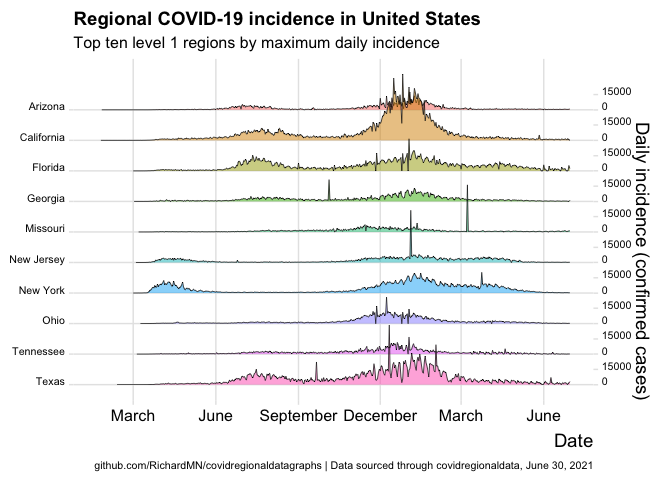 Regional COVID-19 incidence in United States
Top ten level 1 regions by maximum daily incidence
Arizona
15000
0
California
15000
0
Florida
15000
0
Georgia
15000
0
Missouri
15000
0
New Jersey
15000
0
New York
15000
0
Ohio
15000
0
Tennessee
15000
0
Texas
15000
0
Daily incidence (confirmed cases)
March June September December March June
Date
github.com/RichardMN/covidregionaldatagraphs | Data sourced through covidregionaldata, June 30, 2021